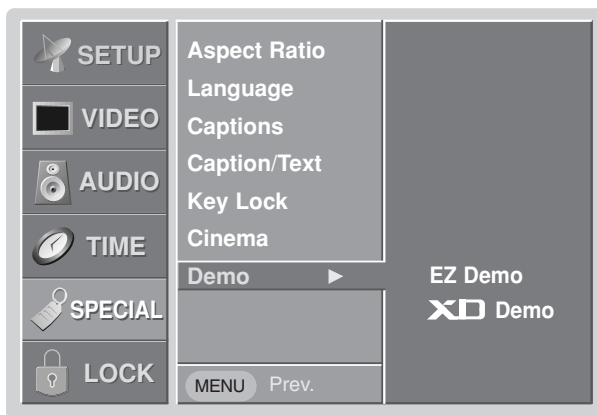 SETUP
VIDEO
AUDIO
TIME
SPECIAL
LOCK
Aspect Ratio
Language
Captions
Caption/Text
Key Lock
Cinema
Demo ►
MENU Prev.
EZ Demo
XD Demo